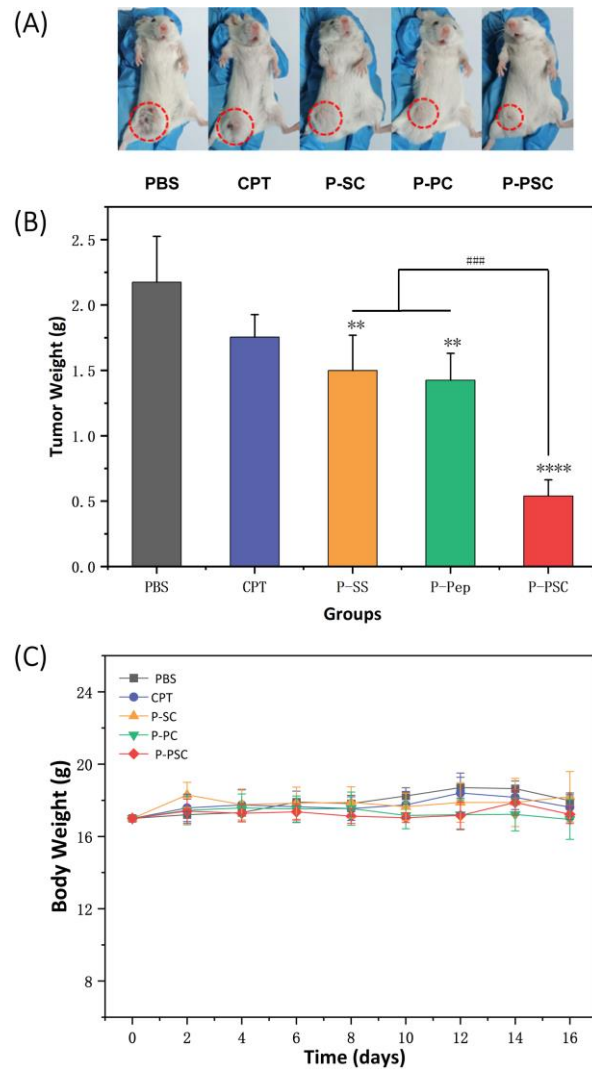 (A)
PBS CPT P-SC P-PC P-PSC
(B)
Tumor Weight (g)
2.5
2.0
1.5
1.0
0.5
0.0
###
**
**
****
PBS CPT P-SS P-Pep P-PSC
Groups
(C)
Body Weight (g)
24
20
16
12
8
PBS
CPT
P-SC
P-PC
P-PSC
0 2 4 6 8 10 12 14 16
Time (days)